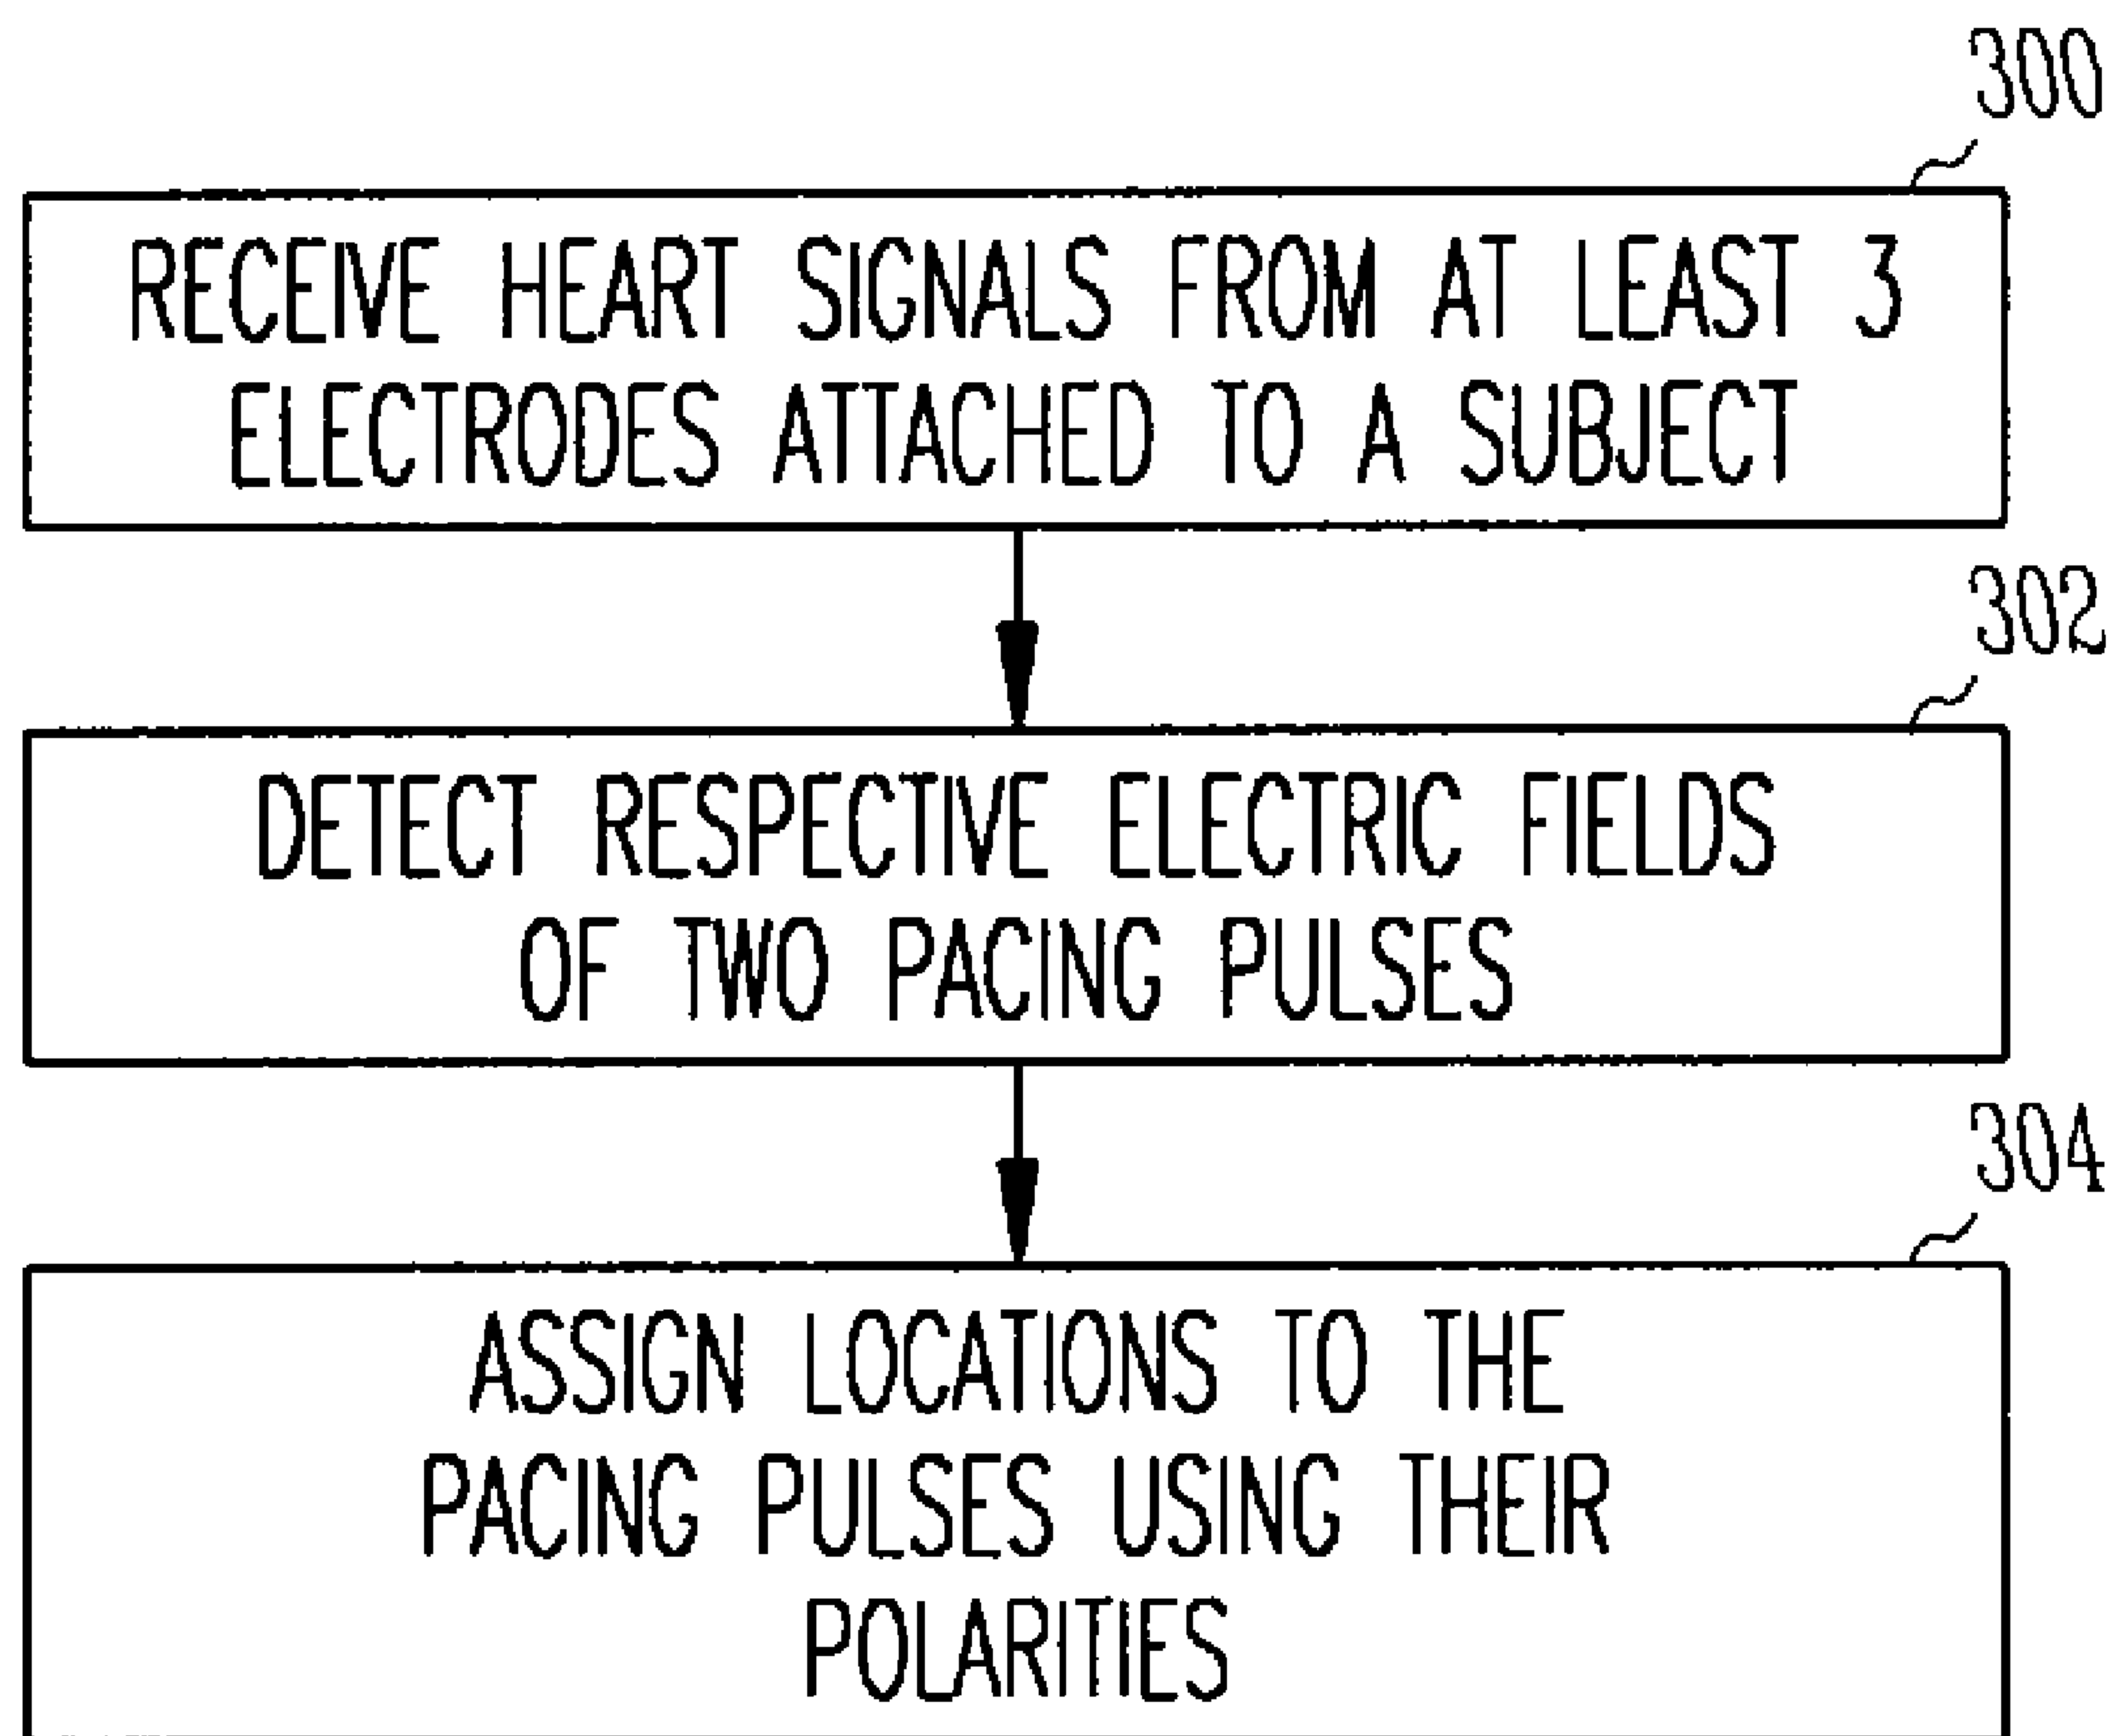 300
RECEIVE HEART SIGNALS FROM AT LEAST 3
ELECTRODES ATTACHED TO A SUBJECT
302
DETECT RESPECTIVE ELECTRIC FIELDS
OF TWO PACING PULSES
304
ASSIGN LOCATIONS TO THE
PACING PULSES USING THEIR
POLARITIES